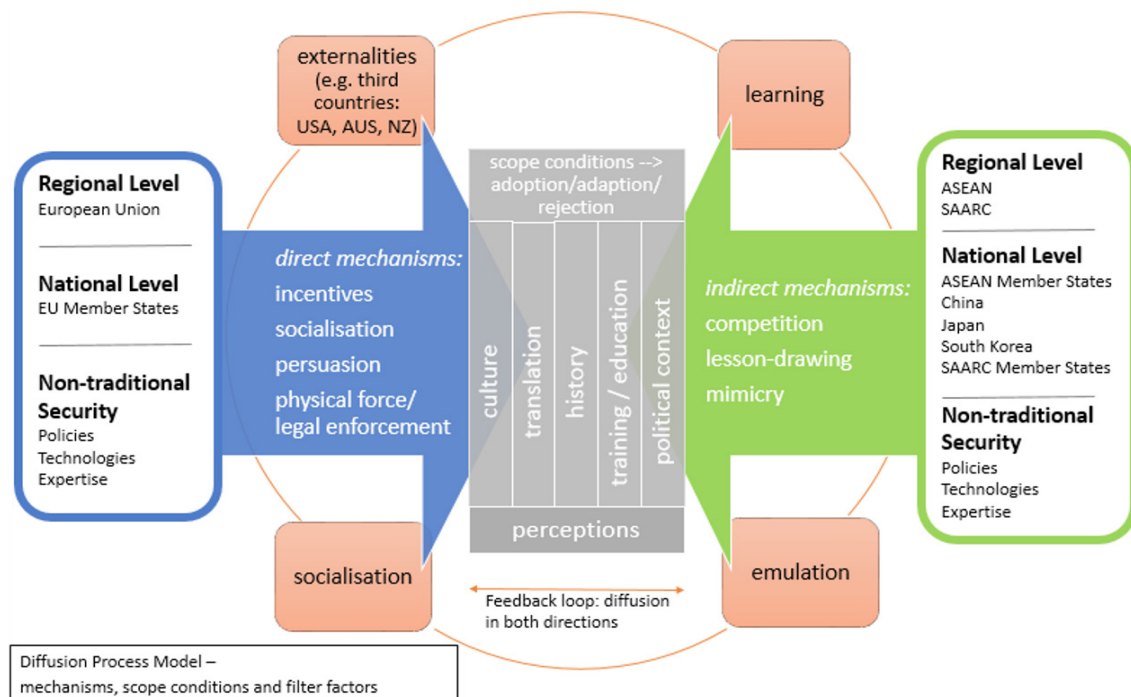 externalities
(e.g. third
countries:
USA, AUS, NZ)
learning
Regional Level
European Union
National Level
EU Member States
Non-traditional
Security
Policies
Technologies
Expertise
direct mechanisms:
incentives
socialisation
persuasion
physical force/
legal enforcement
scope conditions -->
adoption/adaption/
rejection
culture
translation
history
training / education
political context
perceptions
indirect mechanisms:
competition
lesson-drawing
mimicry
Regional Level
ASEAN
SAARC
National Level
ASEAN Member States
China
Japan
South Korea
SAARC Member States
Non-traditional
Security
Policies
Technologies
Expertise
socialisation
emulation
Feedback loop: diffusion
in both directions
Diffusion Process Model –
mechanisms, scope conditions and filter factors